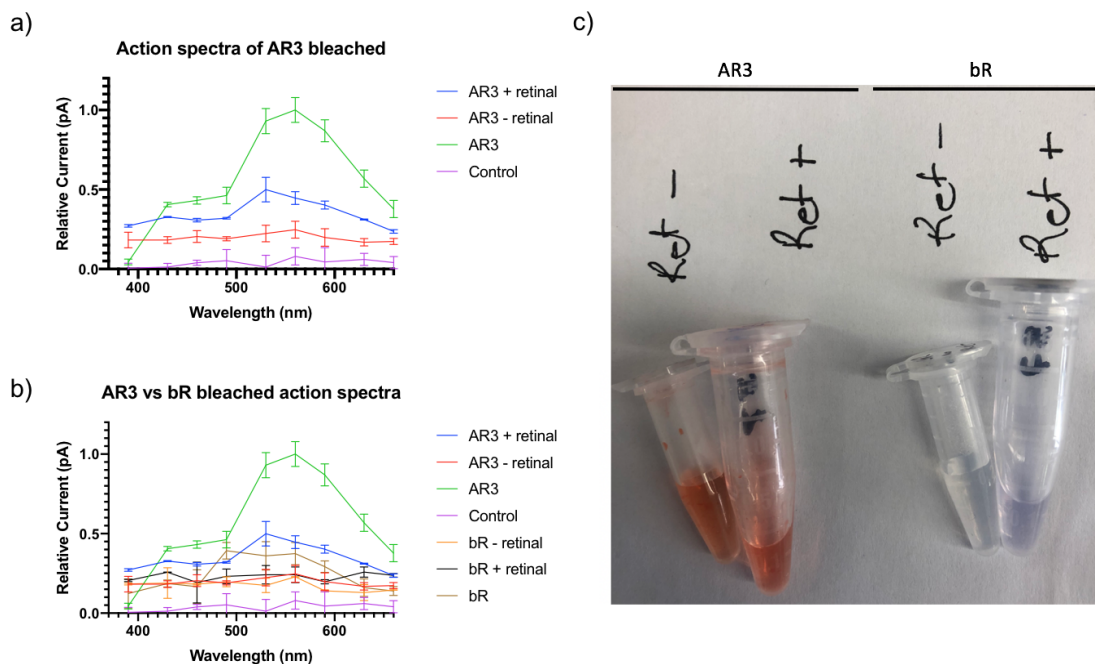 a)
Action spectra of AR3 bleached
Relative Current (pA)
1.0
0.5
0.0
400
500
600
Wavelength (nm)
AR3 + retinal
AR3 - retinal
AR3
Control
b)
AR3 vs bR bleached action spectra
Relative Current (pA)
1.0
0.5
0.0
400
500
600
Wavelength (nm)
AR3 + retinal
AR3 - retinal
AR3
Control
bR - retinal
bR + retinal
bR
c)
AR3
bR
Ret -
Ret +
Ret -
Ret +